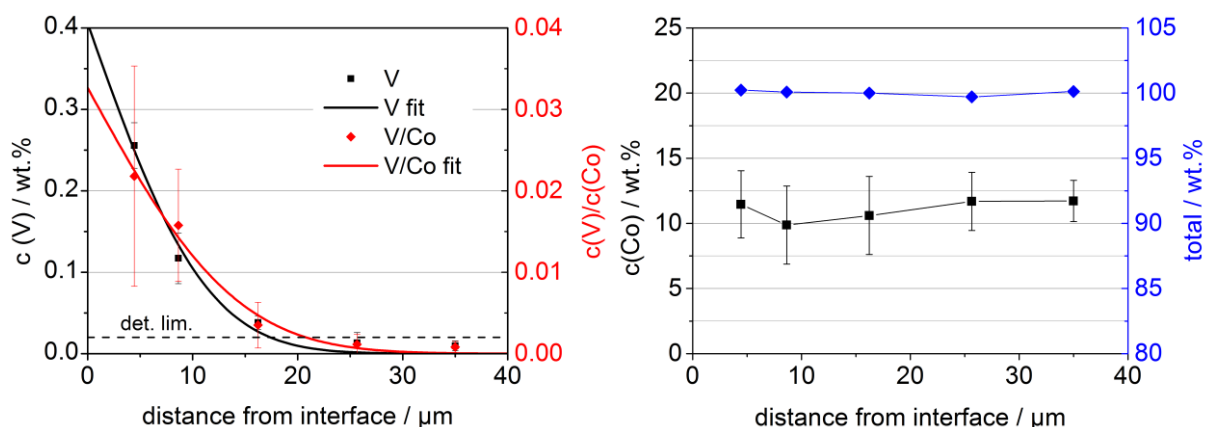 0.4
0.3
0.2
0.1
0.0
c (V) / wt.%
V
V fit
V/Co
V/Co fit
det. lim.
0.04
0.03
0.02
0.01
0.00
c(V)/c(Co)
0 10 20 30 40
distance from interface / μm
25
20
15
10
5
0
c(Co) / wt.%
105
100
95
90
85
80
total / wt.%
0 10 20 30 40
distance from interface / μm